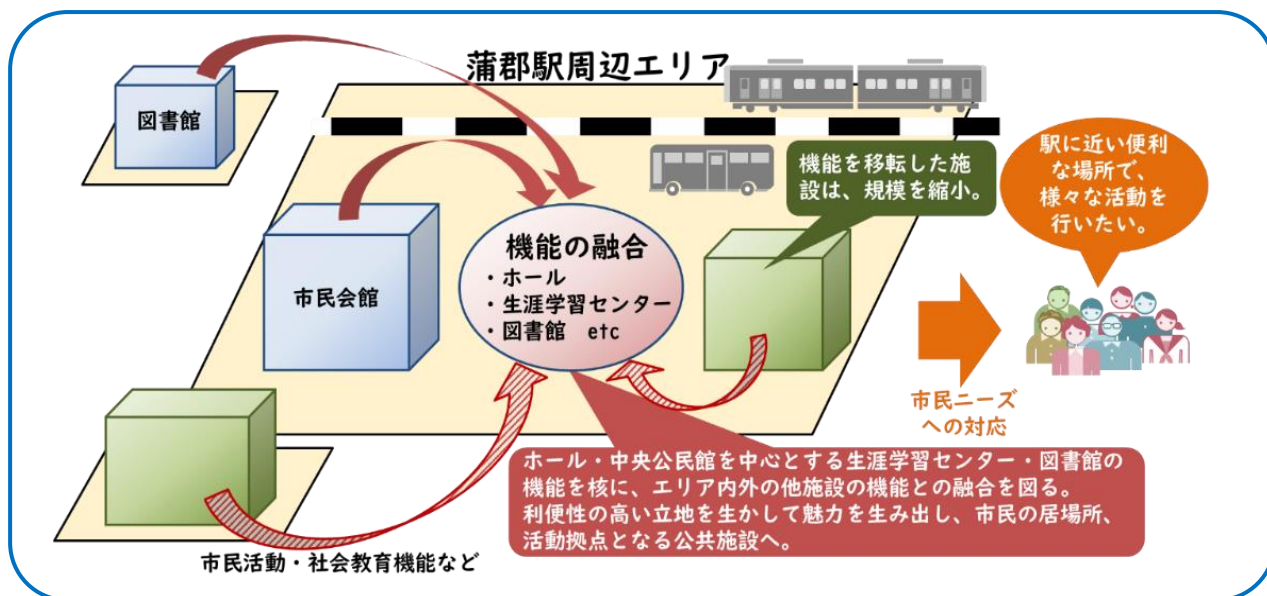 蒲郡駅周辺エリア
図書館
市民会館
機能の融合
・ホール
・生涯学習センター
・図書館 etc
機能を移転した施
設は、規模を縮小。
駅に近い便利
な場所で、
様々な活動を
行いたい。
市民ニーズ
への対応
ホール・中央公民館を中心とする生涯学習センター・図書館の
機能を核に、エリア内外の他施設の機能との融合を図る。
利便性の高い立地を生かして魅力を生み出し、市民の居場所、
活動拠点となる公共施設へ。
市民活動・社会教育機能など